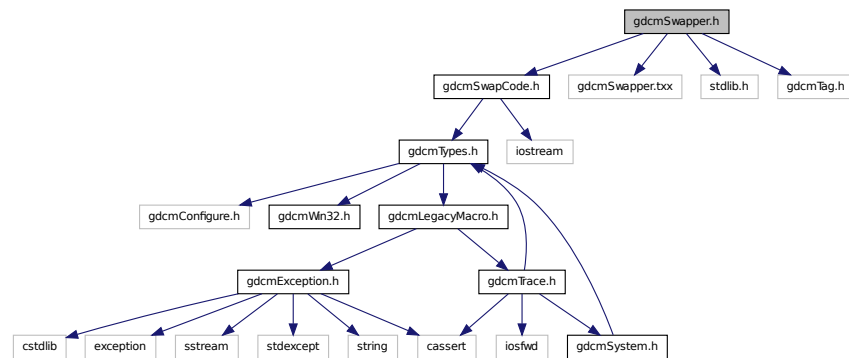 gdcmSwapper.h
gdcmSwapCode.h
gdcmSwapper.txx
stdlib.h
gdcmTag.h
gdcmTypes.h
iostream
gdcmConfigure.h
gdcmWin32.h
gdcmLegacyMacro.h
gdcmException.h
gdcmTrace.h
cstdlib
exception
sstream
stdexcept
string
cassert
iosfwd
gdcmSystem.h